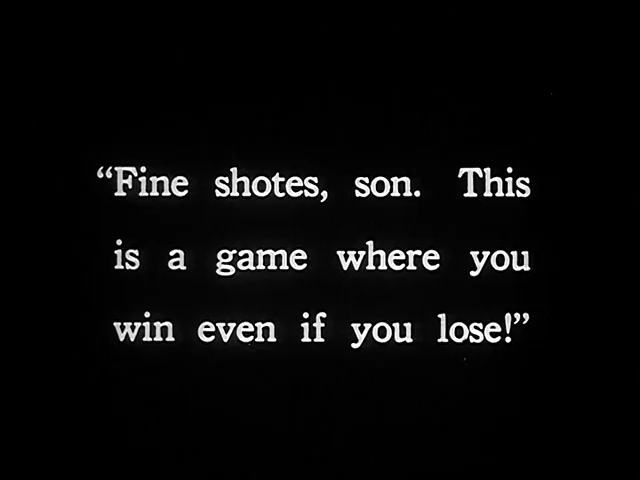 “Fine shotes, son. This
is a game where you
win even if you lose!”